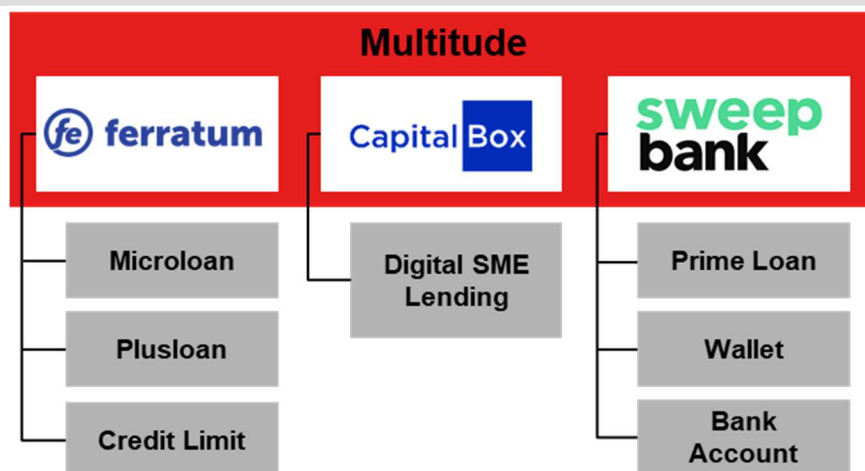 Multitude
fe ferratum
Capital Box
sweep
bank
Microloan
Plusloan
Credit Limit
Digital SME
Lending
Prime Loan
Wallet
Bank
Account